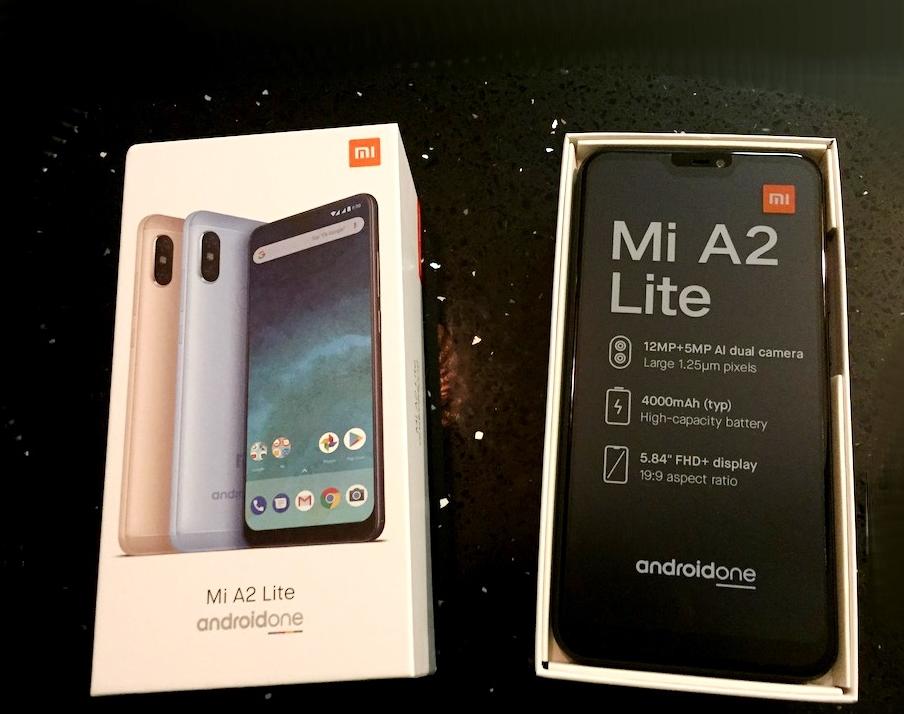 mi
androidone
Mi A2 Lite
androidone
mi
Mi A2
Lite
12MP+5MP AI dual camera
Large 1.25µm pixels
4000mAh (typ)
High-capacity battery
5.84" FHD+ display
19:9 aspect ratio
androidone